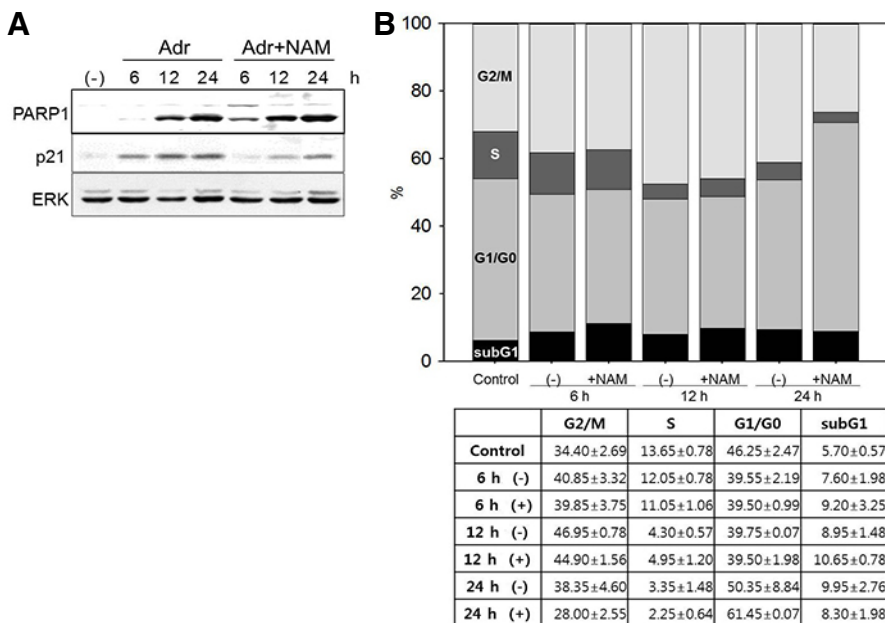 A
Adr Adr+NAM
(-) 6 12 24 6 12 24 h
PARP1
p21
ERK
B
100
80
60
40
20
0
%
G2/M
S
G1/G0
subG1
Control (-) +NAM (-) +NAM (-) +NAM
6 h 12 h 24 h
G2/M S G1/G0 subG1
Control 34.40±2.69 13.65±0.78 46.25±2.47 5.70±0.57
6 h (-) 40.85±3.32 12.05±0.78 39.55±2.19 7.60±1.98
6 h (+) 39.85±3.75 11.05±1.06 39.50±0.99 9.20±3.25
12 h (-) 46.95±0.78 4.30±0.57 39.75±0.07 8.95±1.48
12 h (+) 44.90±1.56 4.95±1.20 39.50±1.98 10.65±0.78
24 h (-) 38.35±4.60 3.35±1.48 50.35±8.84 9.95±2.76
24 h (+) 28.00±2.55 2.25±0.64 61.45±0.07 8.30±1.98